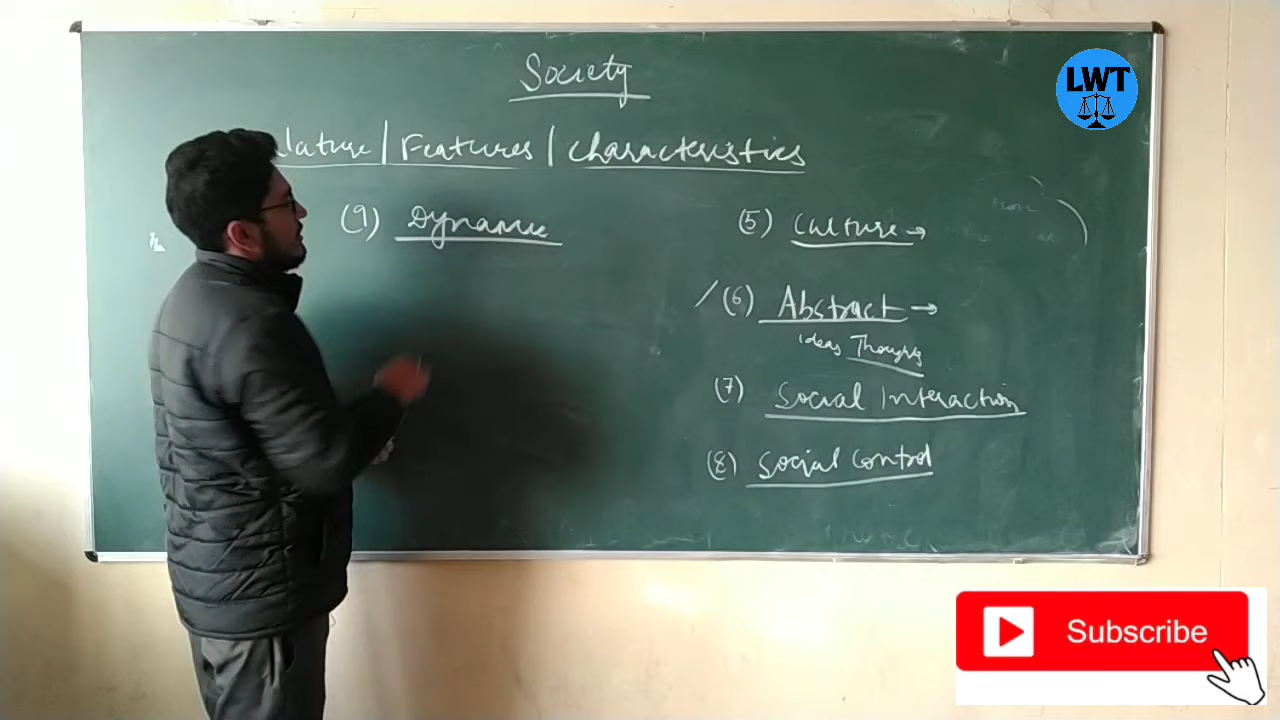 Society
Nature | Features | Characteristics
(9) Dynamic
(5) Culture →
(6) Abstract →
ideas Thoughts
(7) Social Interaction
(8) Social Control
LWT
Subscribe